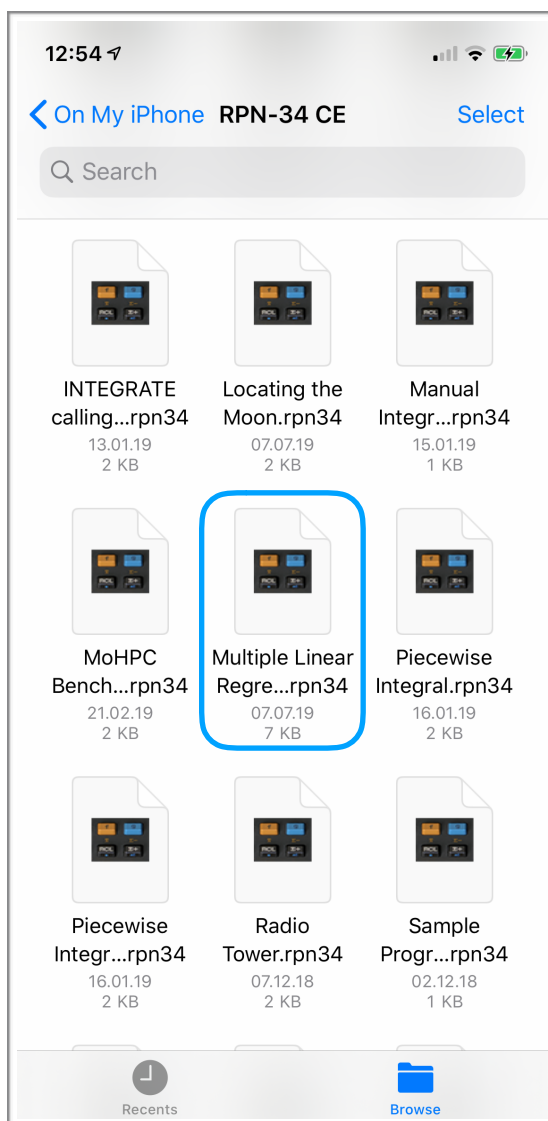 12:54
On My iPhone RPN-34 CE Select
Search
INTEGRATE
calling...rpn34
13.01.19
2 KB
Locating the
Moon.rpn34
07.07.19
2 KB
Manual
Integr...rpn34
15.01.19
1 KB
MoHPC
Bench...rpn34
21.02.19
2 KB
Multiple Linear
Regre...rpn34
07.07.19
7 KB
Piecewise
Integral.rpn34
16.01.19
2 KB
Piecewise
Integr...rpn34
16.01.19
2 KB
Radio
Tower.rpn34
07.12.18
2 KB
Sample
Progr...rpn34
02.12.18
1 KB
Recents
Browse